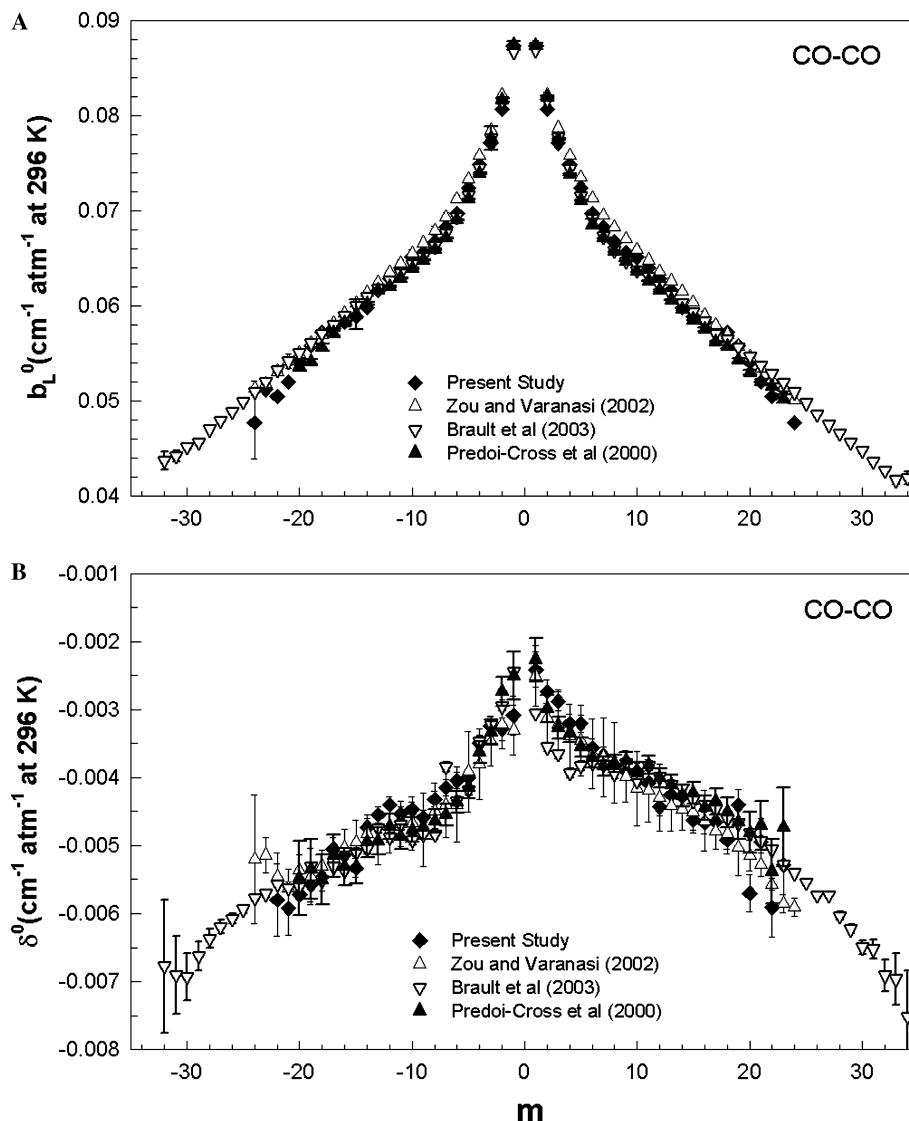 A
CO-CO
0.09
0.08
0.07
0.06
0.05
0.04
b_L^0(cm^-1 atm^-1 at 296 K)
Present Study
Zou and Varanasi (2002)
Brault et al (2003)
Predoi-Cross et al (2000)
-30 -20 -10 0 10 20 30
B
CO-CO
-0.001
-0.002
-0.003
-0.004
-0.005
-0.006
-0.007
-0.008
δ^0(cm^-1 atm^-1 at 296 K)
Present Study
Zou and Varanasi (2002)
Brault et al (2003)
Predoi-Cross et al (2000)
-30 -20 -10 0 10 20 30
m